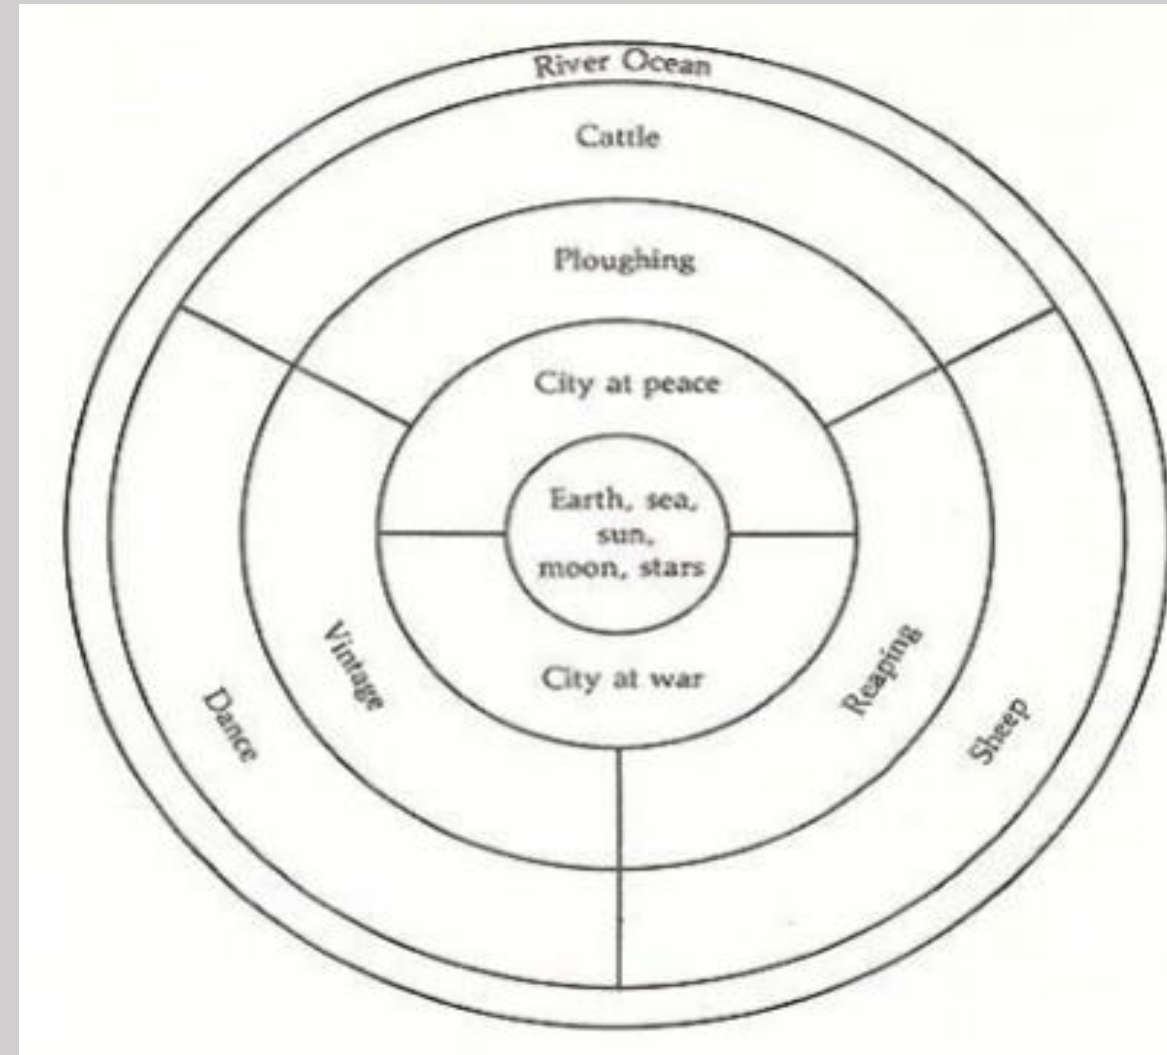 River Ocean
Cattle
Ploughing
City at peace
Earth, sea,
sun,
moon, stars
City at war
Vintage
Reaping
Dance
Sheep